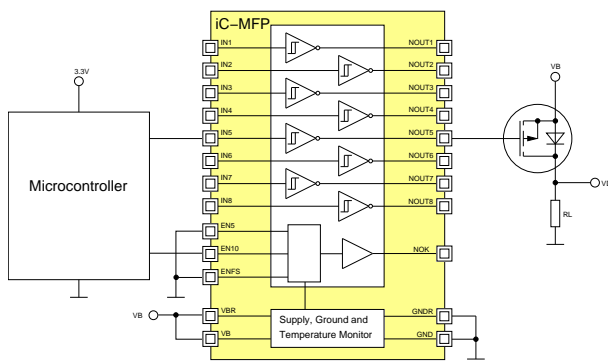 iC-MFP
IN1
NOUT1
IN2
NOUT2
3.3V
VB
IN3
NOUT3
IN4
NOUT4
IN5
NOUT5
Microcontroller
IN6
NOUT6
IN7
NOUT7
IN8
NOUT8
RL
EN5
EN10
NOK
ENFS
VB
VBR
Supply, Ground and
Temperature Monitor
GNDR
VB
GND